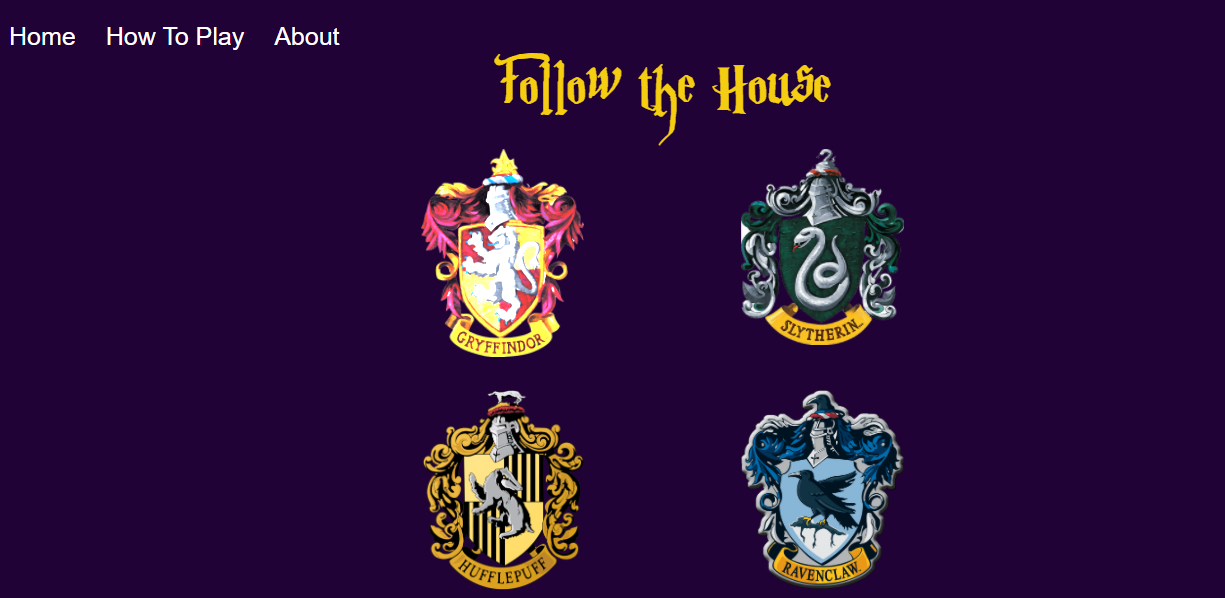 Home How To Play About
Follow the House
GRYFFINDOR
SLYTHERIN
HUFFLEPUFF
RAVENCLAW